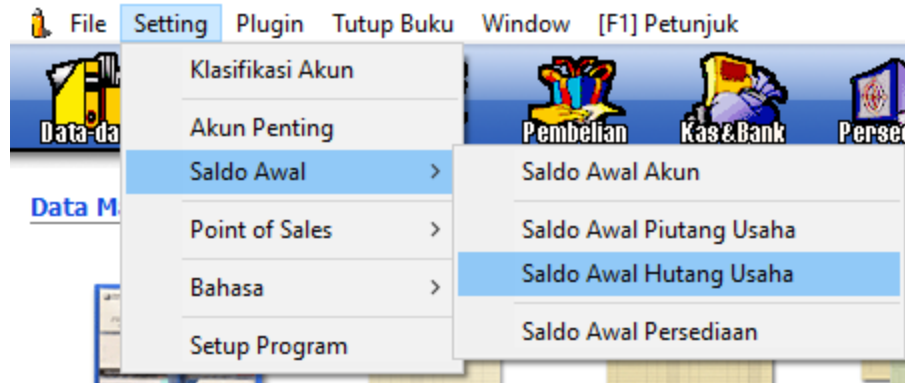 File Setting Plugin Tutup Buku Window [F1] Petunjuk
Klasifikasi Akun
Pembelian Kas&Bank
Akun Penting
Saldo Awal >
Saldo Awal Akun
Data M
Point of Sales >
Saldo Awal Piutang Usaha
Bahasa >
Saldo Awal Hutang Usaha
Setup Program
Saldo Awal Persediaan